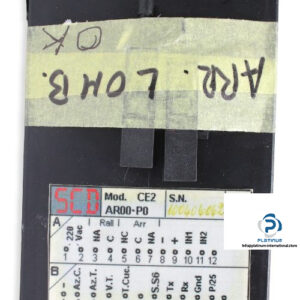 OK
ARR. LOMB.
SCD Mod. CE2 S.N.
AR00-P0
A Rall Arr
220 Vac NA C NC NA C NA - + IN1 IN2
1 2 3 4 5 6 7 8 9 10 11 12
B Az.C. Az.T. V.T. T.Cuc. S.S6 Tx Rx Gnd P/25
PLATINUM
INTERNATIONAL